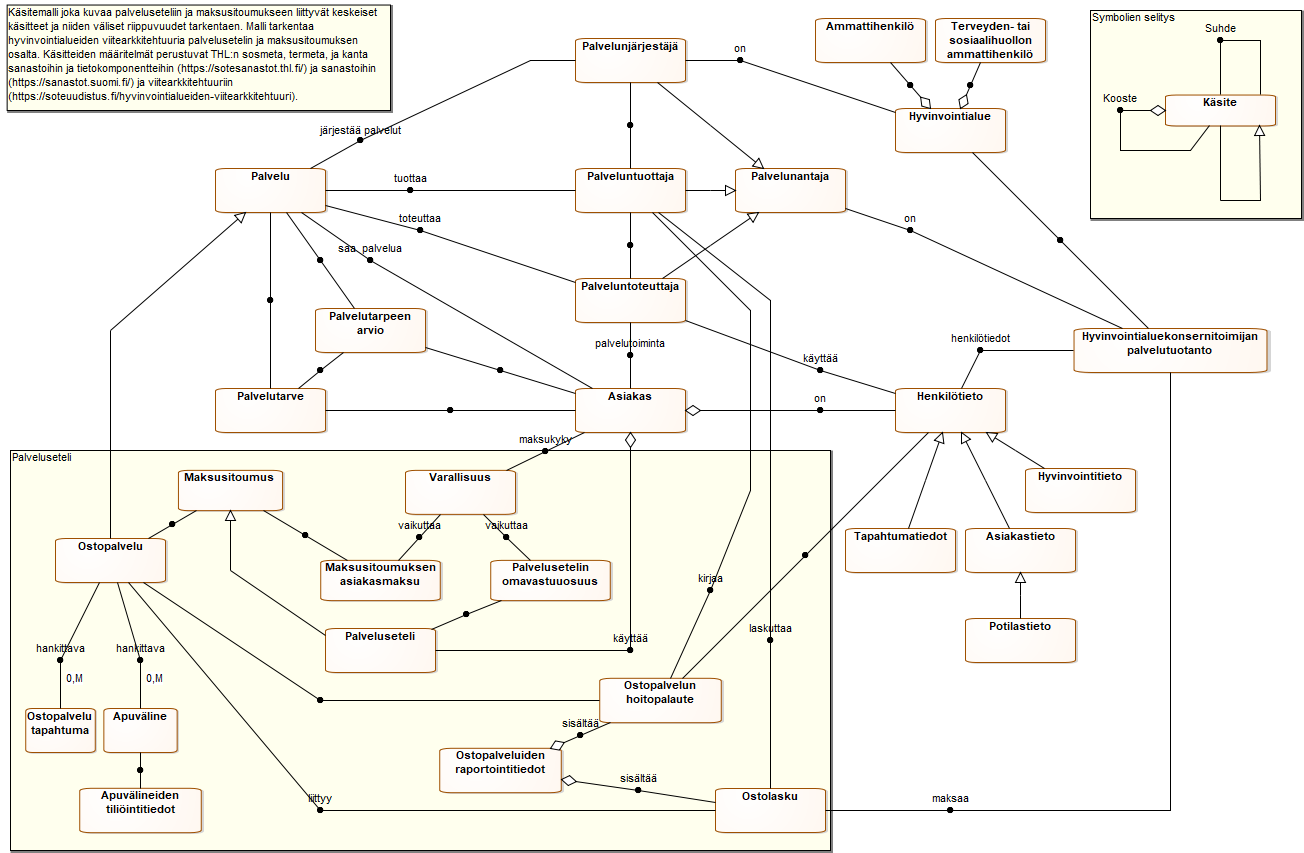 Käsitemalli joka kuvaa palveluseteliin ja maksusitoumukseen liittyvät keskeiset
käsitteet ja niiden väliset riippuvuudet tarkentaen. Malli tarkentaa
hyvinvointialueiden viitearkkitehtuuria palvelusetelin ja maksusitoumuksen
osalta. Käsitteiden määritelmät perustuvat THL:n sosmeta, termeta, ja kanta
sanastoihin ja tietokomponentteihin (https://sotesanastot.thl.fi/) ja sanastoihin
(https://sanastot.suomi.fi/) ja viitearkkitehtuuriin
(https://soteuudistus.fi/hyvinvointialueiden-viitearkkitehtuuri).
Palvelunjärjestäjä
on
Ammattihenkilö
Terveyden- tai
sosiaalihuollon
ammattihenkilö
Symbolien selitys
Suhde
Kooste
Käsite
Hyvinvointialue
järjestää palvelut
Palvelu
tuottaa
Palveluntuottaja
Palvelunantaja
toteuttaa
on
saa palvelua
Palveluntoteuttaja
Palvelutarpeen
arvio
palvelutoiminta
käyttää
henkilötiedot
Hyvinvointialuekonsernitoimijan
palvelutuotanto
Palvelutarve
Asiakas
on
Henkilötieto
maksukyky
Palveluseteli
Maksusitoumus
Varallisuus
Hyvinvointitieto
vaikuttaa
vaikuttaa
Ostopalvelu
Tapahtumatiedot
Asiakastieto
Maksusitoumuksen
asiakasmaksu
Palvelusetelin
omavastuuosuus
kirjaa
Palveluseteli
käyttää
laskuttaa
Potilastieto
hankittava
hankittava
0,M
0,M
Ostopalvelun
hoitopalaute
Ostopalvelu
tapahtuma
Apuväline
sisältää
Ostopalveluiden
raportointitiedot
sisältää
Apuvälineiden
tiliöintitiedot
liittyy
Ostolasku
maksaa